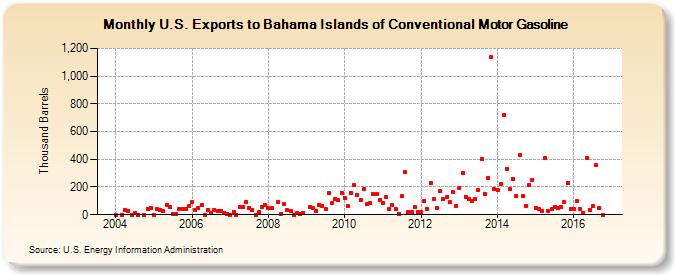 Monthly U.S. Exports to Bahama Islands of Conventional Motor Gasoline
Thousand Barrels
1,200
1,000
800
600
400
200
0
2004 2006 2008 2010 2012 2014 2016
Source: U.S. Energy Information Administration